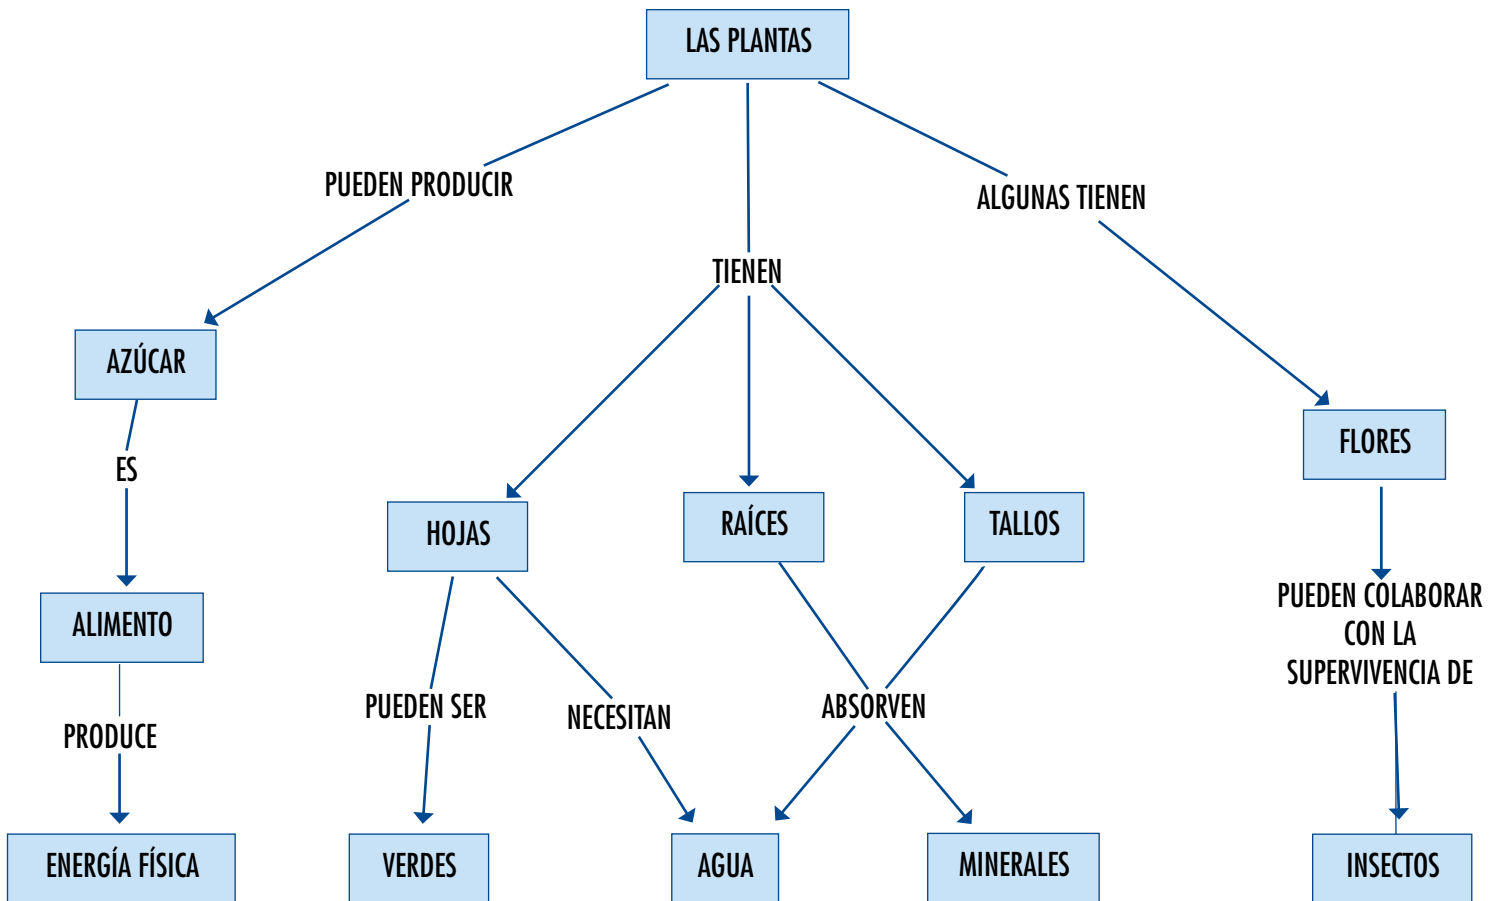 LAS PLANTAS
PUEDEN PRODUCIR
ALGUNAS TIENEN
TIENEN
AZÚCAR
FLORES
ES
HOJAS
RAÍCES
TALLOS
ALIMENTO
PUEDEN COLABORAR
CON LA
SUPERVIVENCIA DE
PUEDEN SER
NECESITAN
ABSORVEN
PRODUCE
ENERGÍA FÍSICA
VERDES
AGUA
MINERALES
INSECTOS